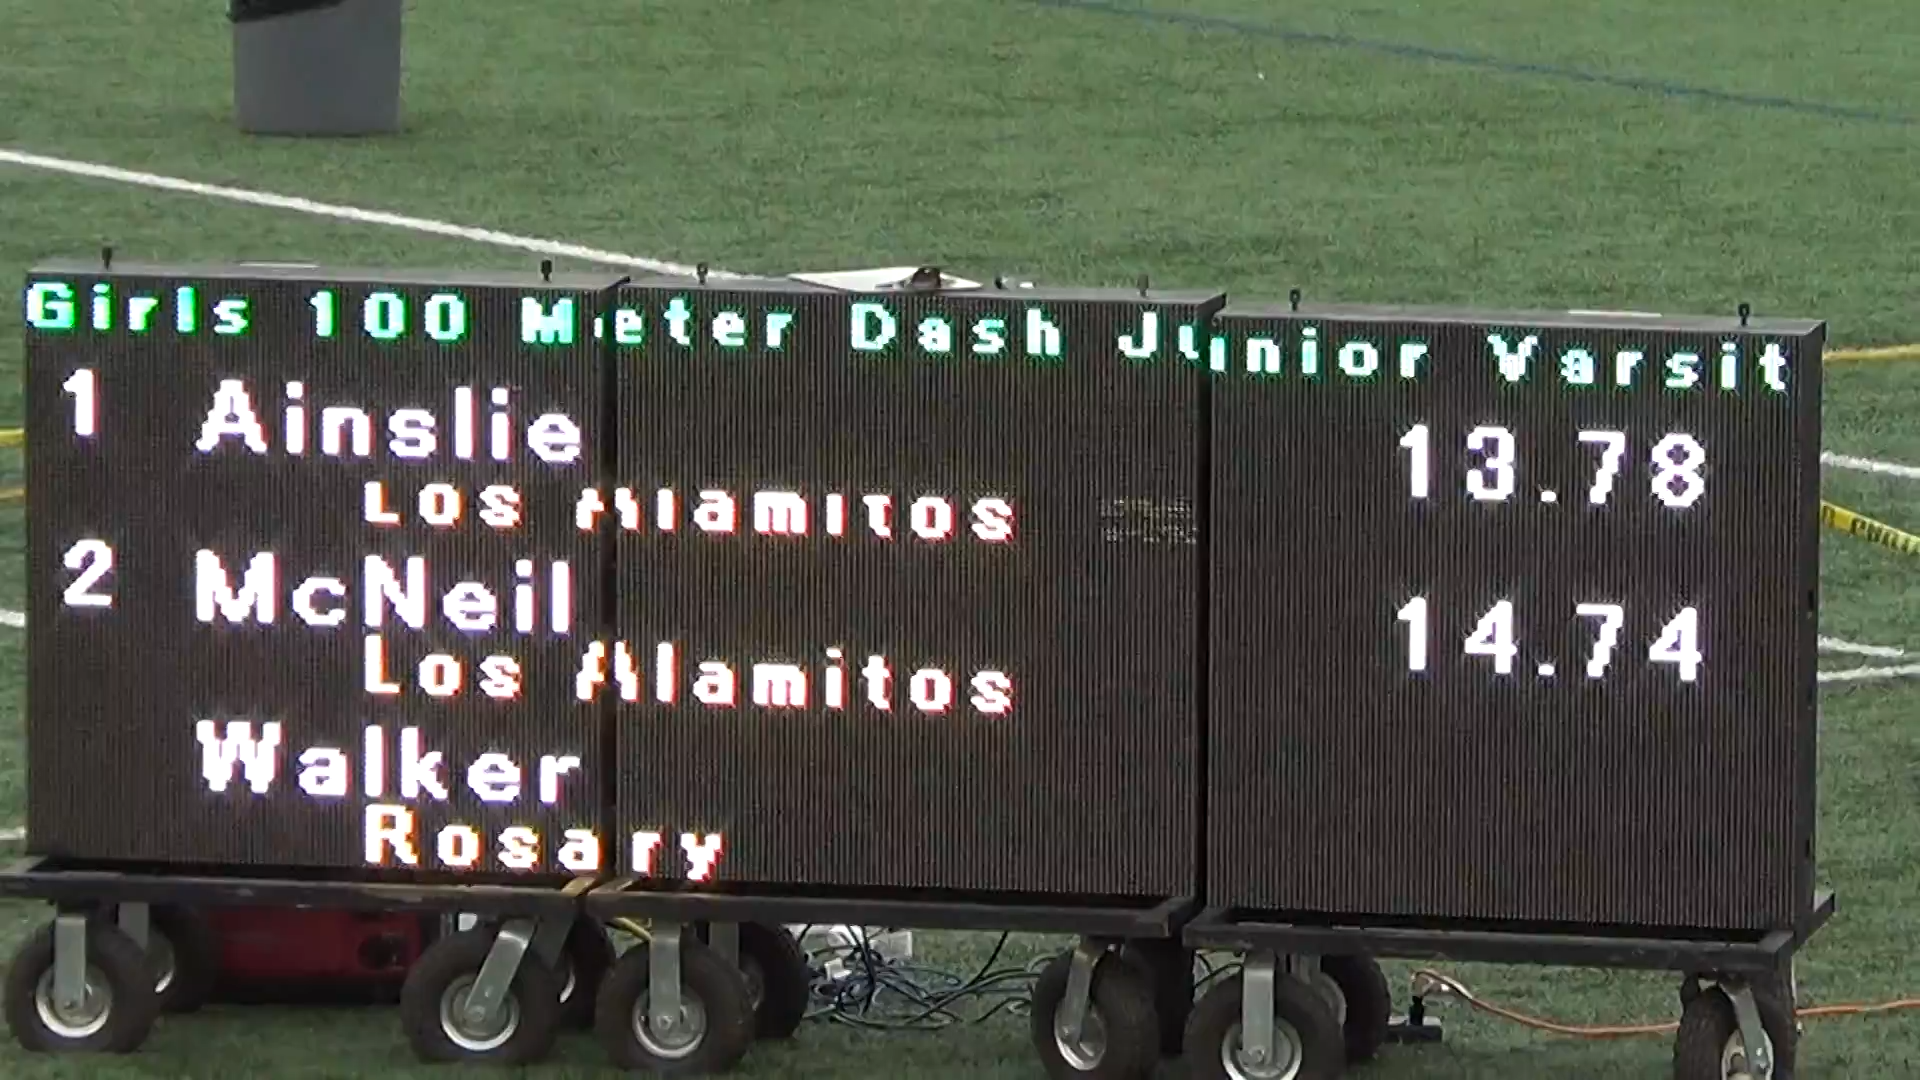 Girls 100 Meter Dash Junior Varsit
1 Ainslie 13.78
Los Alamitos
2 McNeil 14.74
Los Alamitos
Walker
Rosary